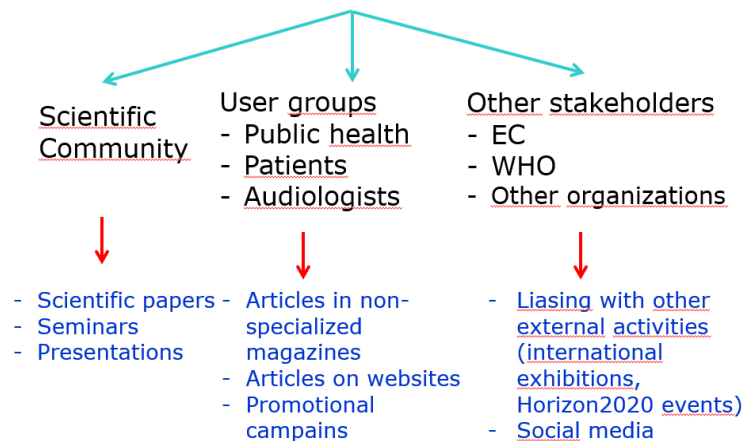 Scientific
Community
User groups
- Public health
- Patients
- Audiologists
Other stakeholders
- EC
- WHO
- Other organizations
- Scientific papers
- Seminars
- Presentations
- Articles in non-
specialized
magazines
- Articles on websites
- Promotional
campains
- Liasing with other
external activities
(international
exhibitions,
Horizon2020 events)
- Social media